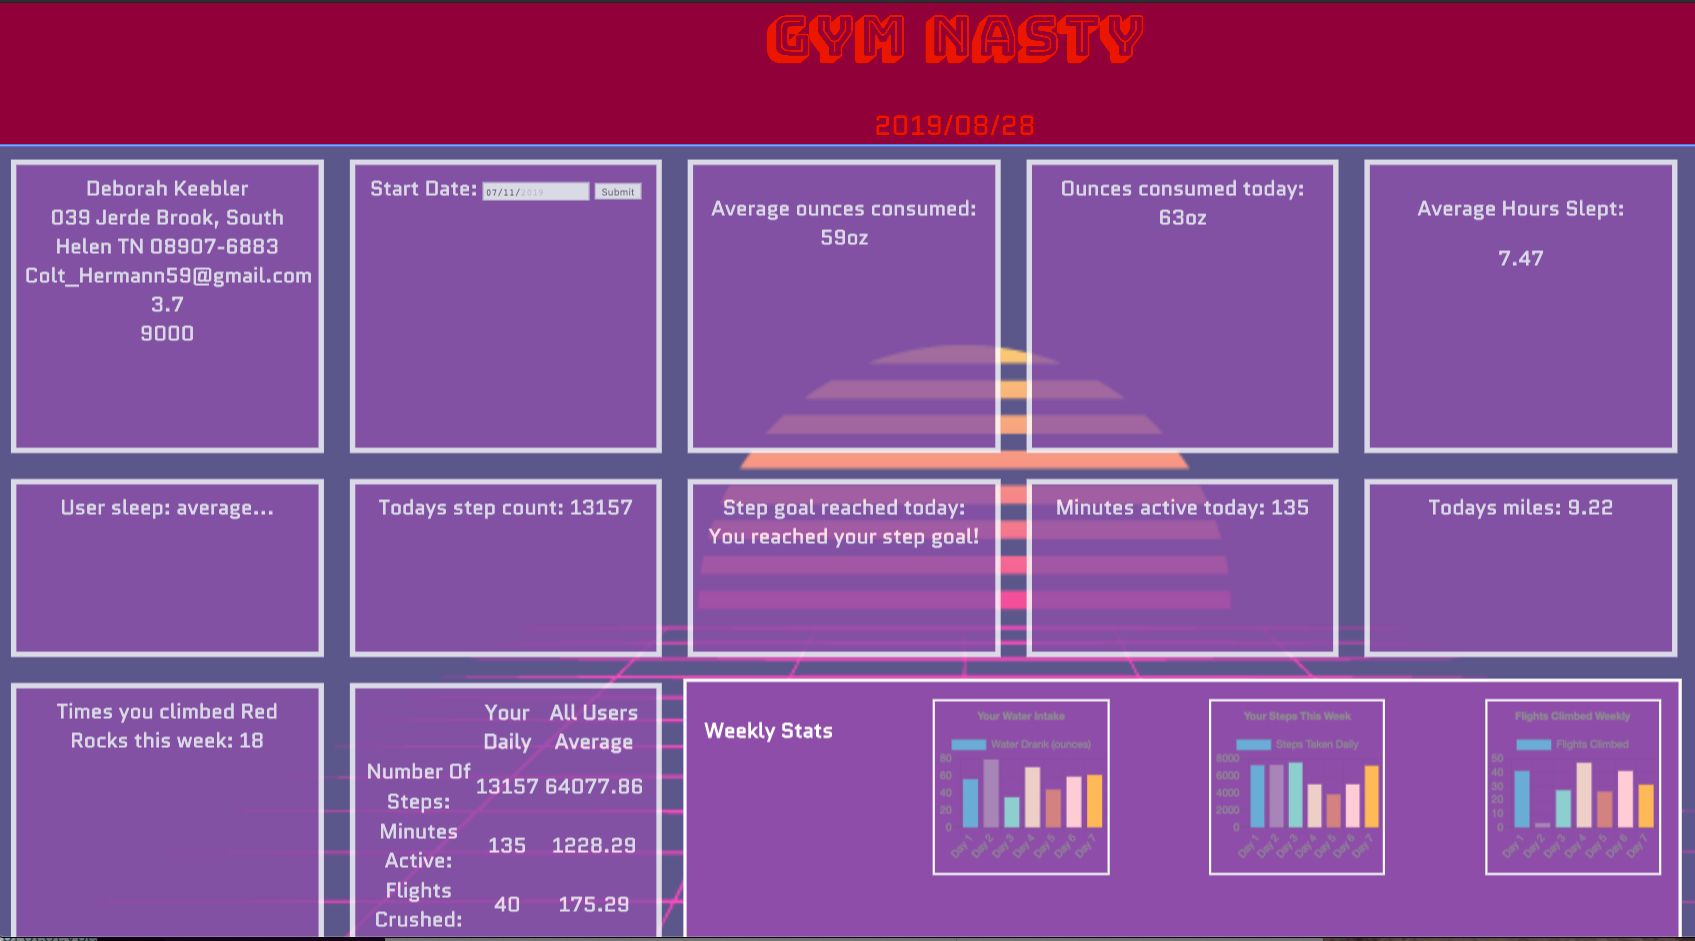 GYM NASTY
2019/08/28
Deborah Keebler
039 Jerde Brook, South
Helen TN 08907-6883
Colt_Hermann59@gmail.com
3.7
9000
Start Date: 07/11/2019 Submit
Average ounces consumed:
59oz
Ounces consumed today:
63oz
Average Hours Slept:
7.47
User sleep: average...
Todays step count: 13157
Step goal reached today:
You reached your step goal!
Minutes active today: 135
Todays miles: 9.22
Times you climbed Red
Rocks this week: 18
Your Daily All Users Average
Number Of Steps: 13157 64077.86
Minutes Active: 135 1228.29
Flights Crushed: 40 175.29
Weekly Stats
Your Water Intake
Water Drank (ounces)
80
60
40
20
0
Day 1 Day 2 Day 3 Day 4 Day 5 Day 6 Day 7
Your Steps This Week
Steps Taken Daily
8000
6000
4000
2000
0
Day 1 Day 2 Day 3 Day 4 Day 5 Day 6 Day 7
Flights Climbed Weekly
Flights Climbed
50
40
30
20
10
0
Day 1 Day 2 Day 3 Day 4 Day 5 Day 6 Day 7